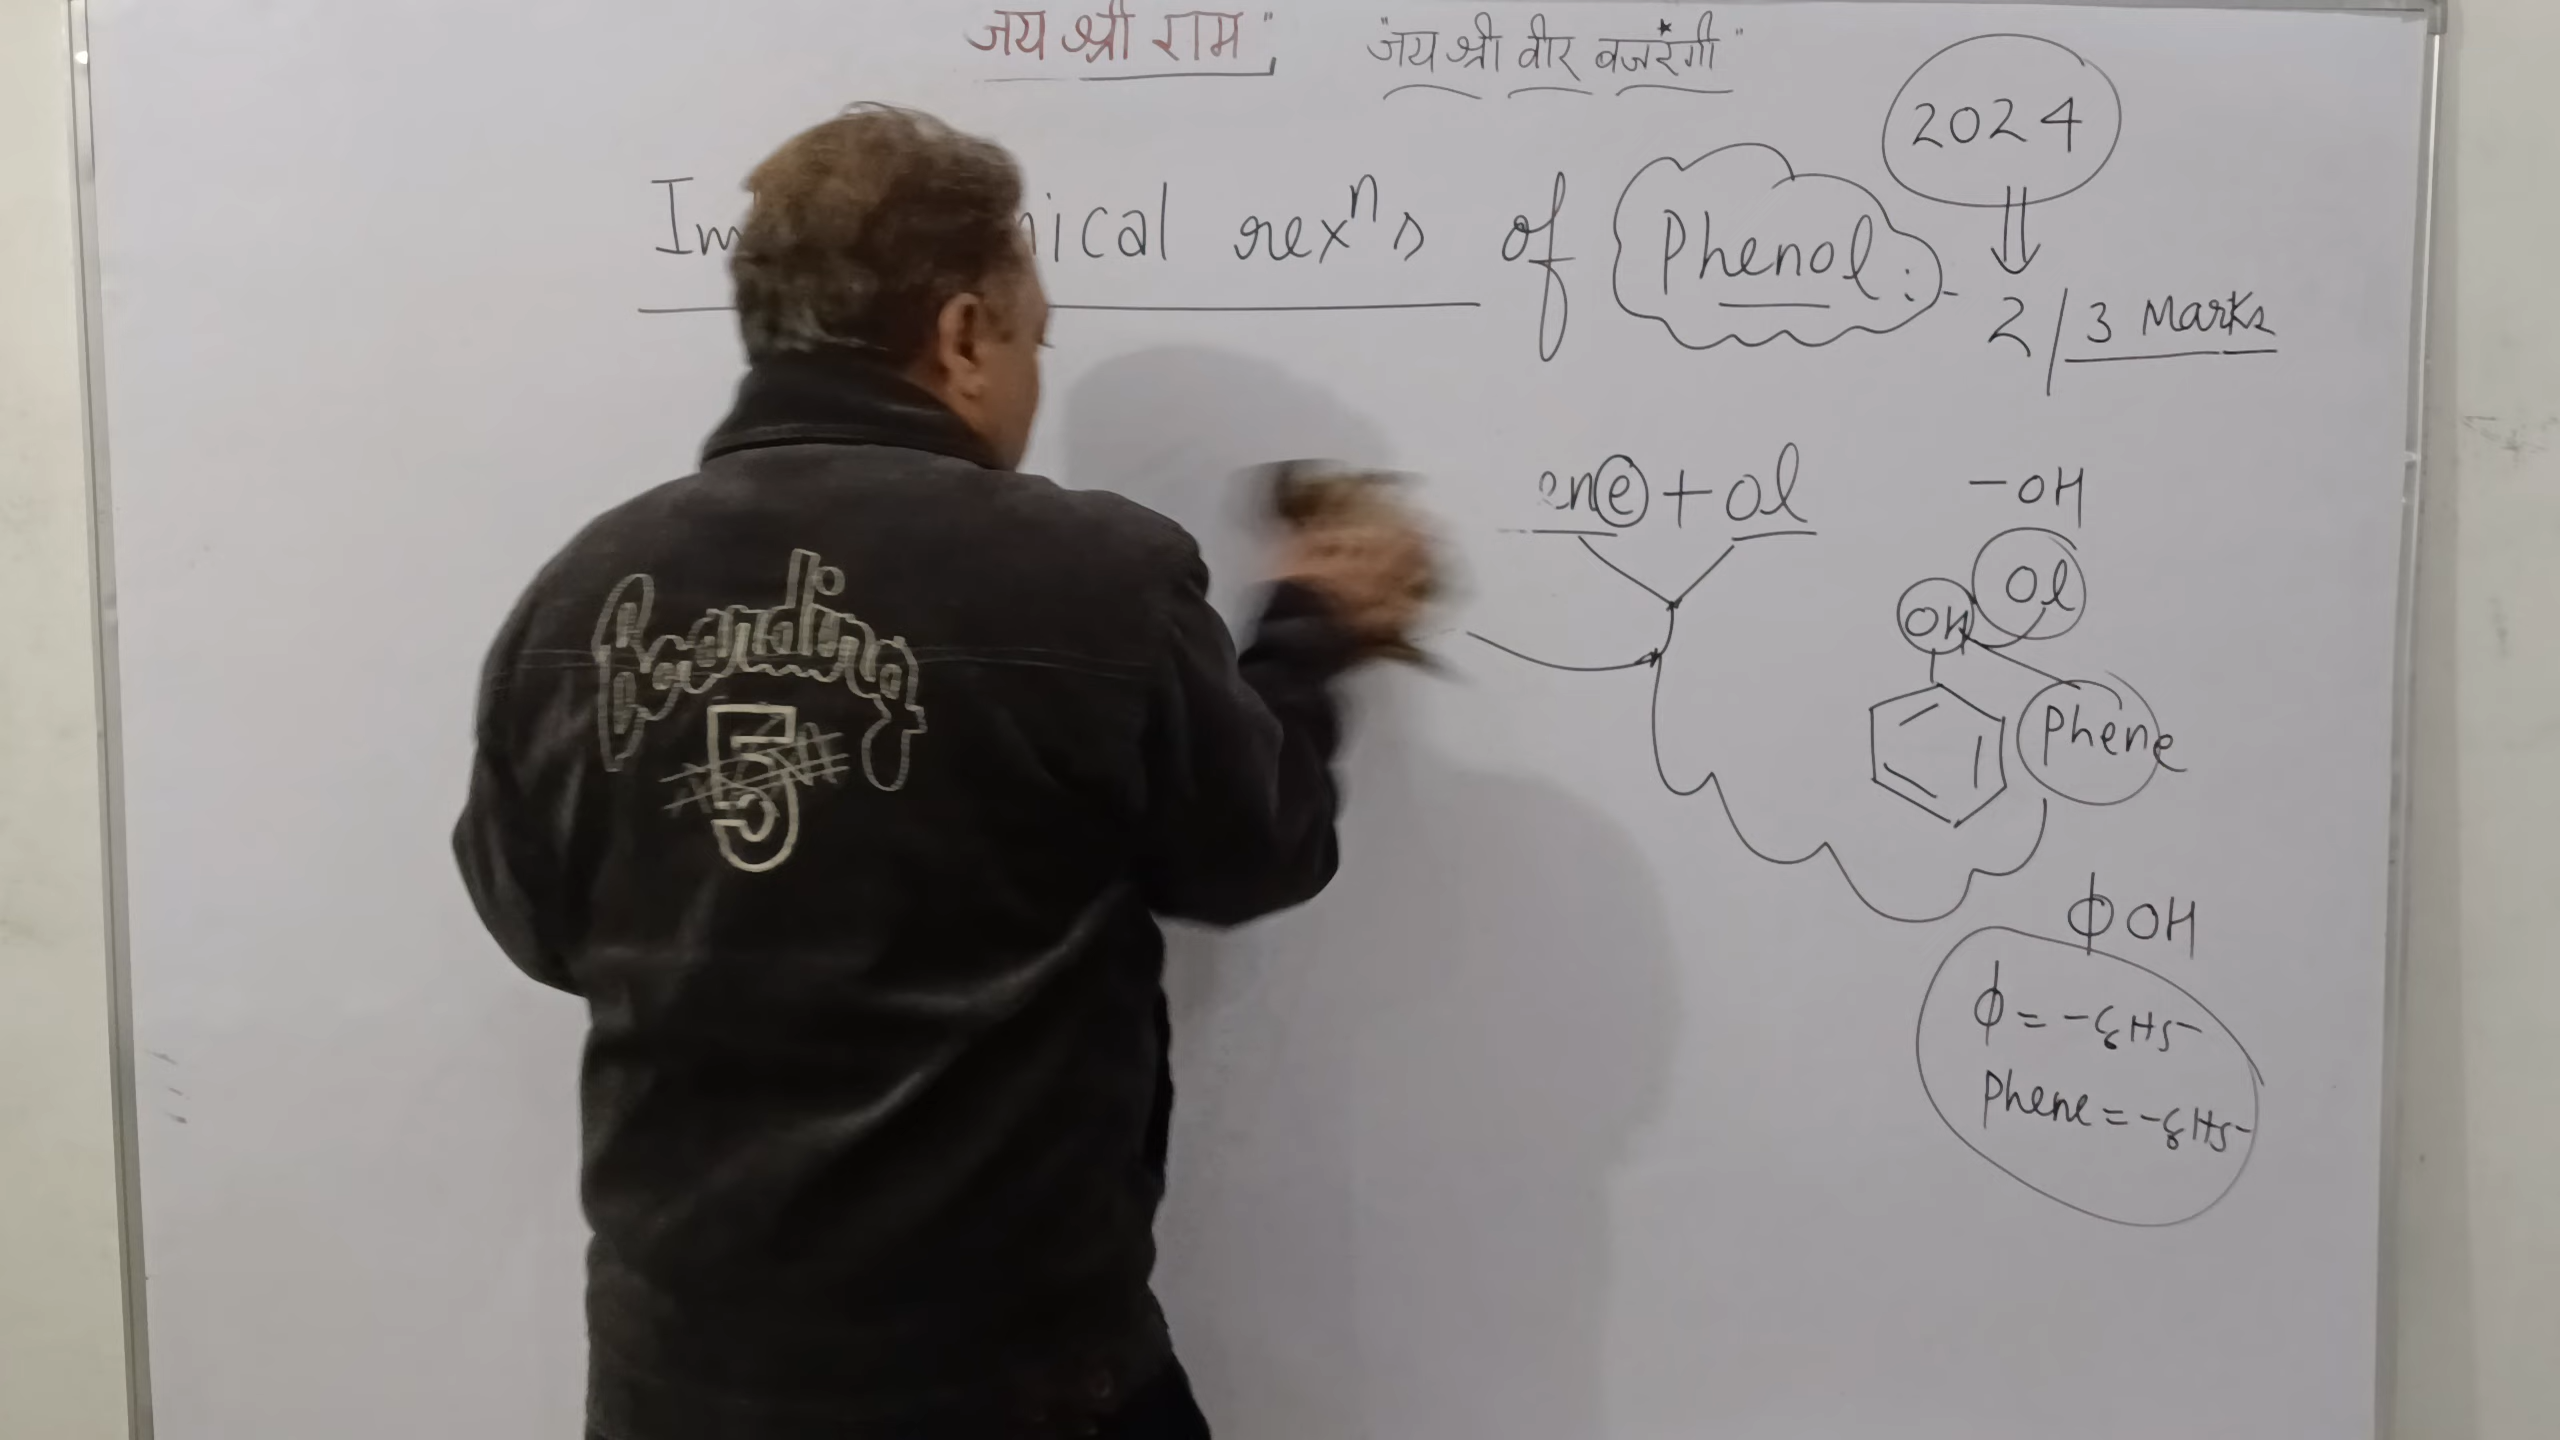 जय श्री राम" "जय श्री वीर बजरंगी"
2024
Im nical rexⁿs of Phenol :-
2/3 Marks
ene + ol
-OH
Ol
OH
Phene
ϕOH
ϕ = -C₆H₅-
Phene = -C₆H₅-
Boarding
5